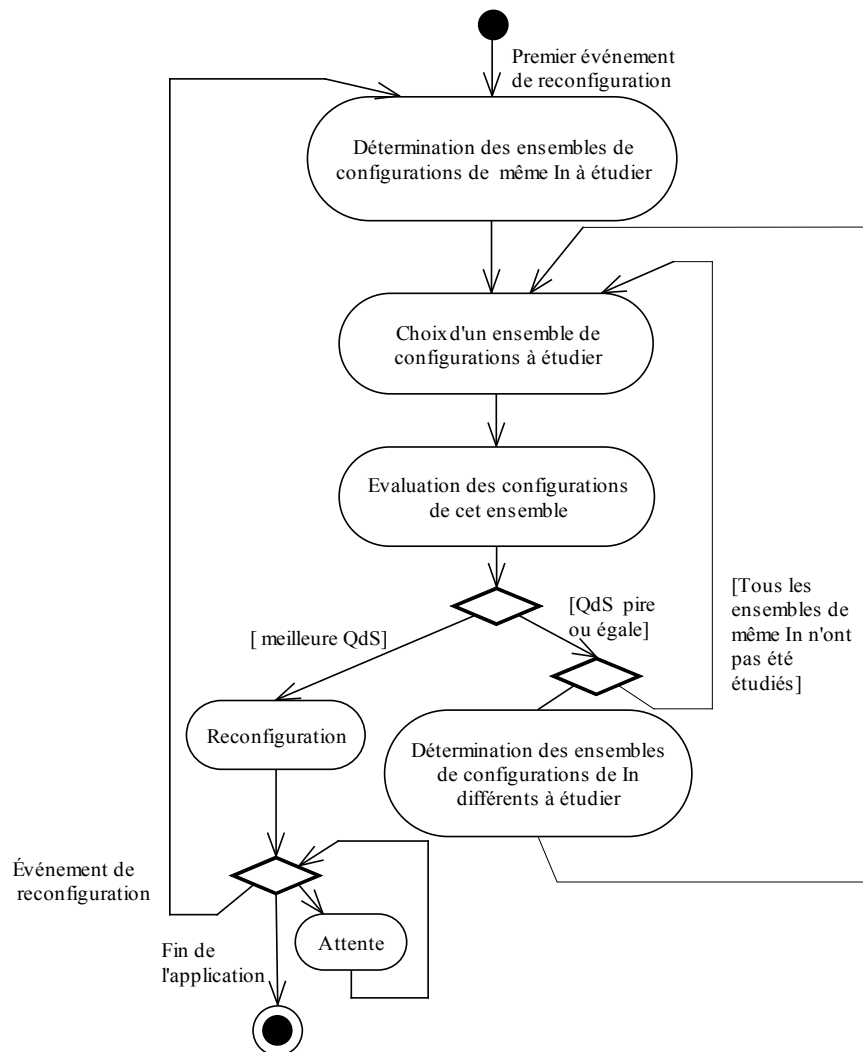 Premier événement
de reconfiguration
Détermination des ensembles de
configurations de même In à étudier
Choix d'un ensemble de
configurations à étudier
Evaluation des configurations
de cet ensemble
[ meilleure QdS]
[QdS pire
ou égale]
[Tous les
ensembles de
même In n'ont
pas été
étudiés]
Reconfiguration
Détermination des ensembles
de configurations de In
différents à étudier
Événement de
reconfiguration
Attente
Fin de
l'application